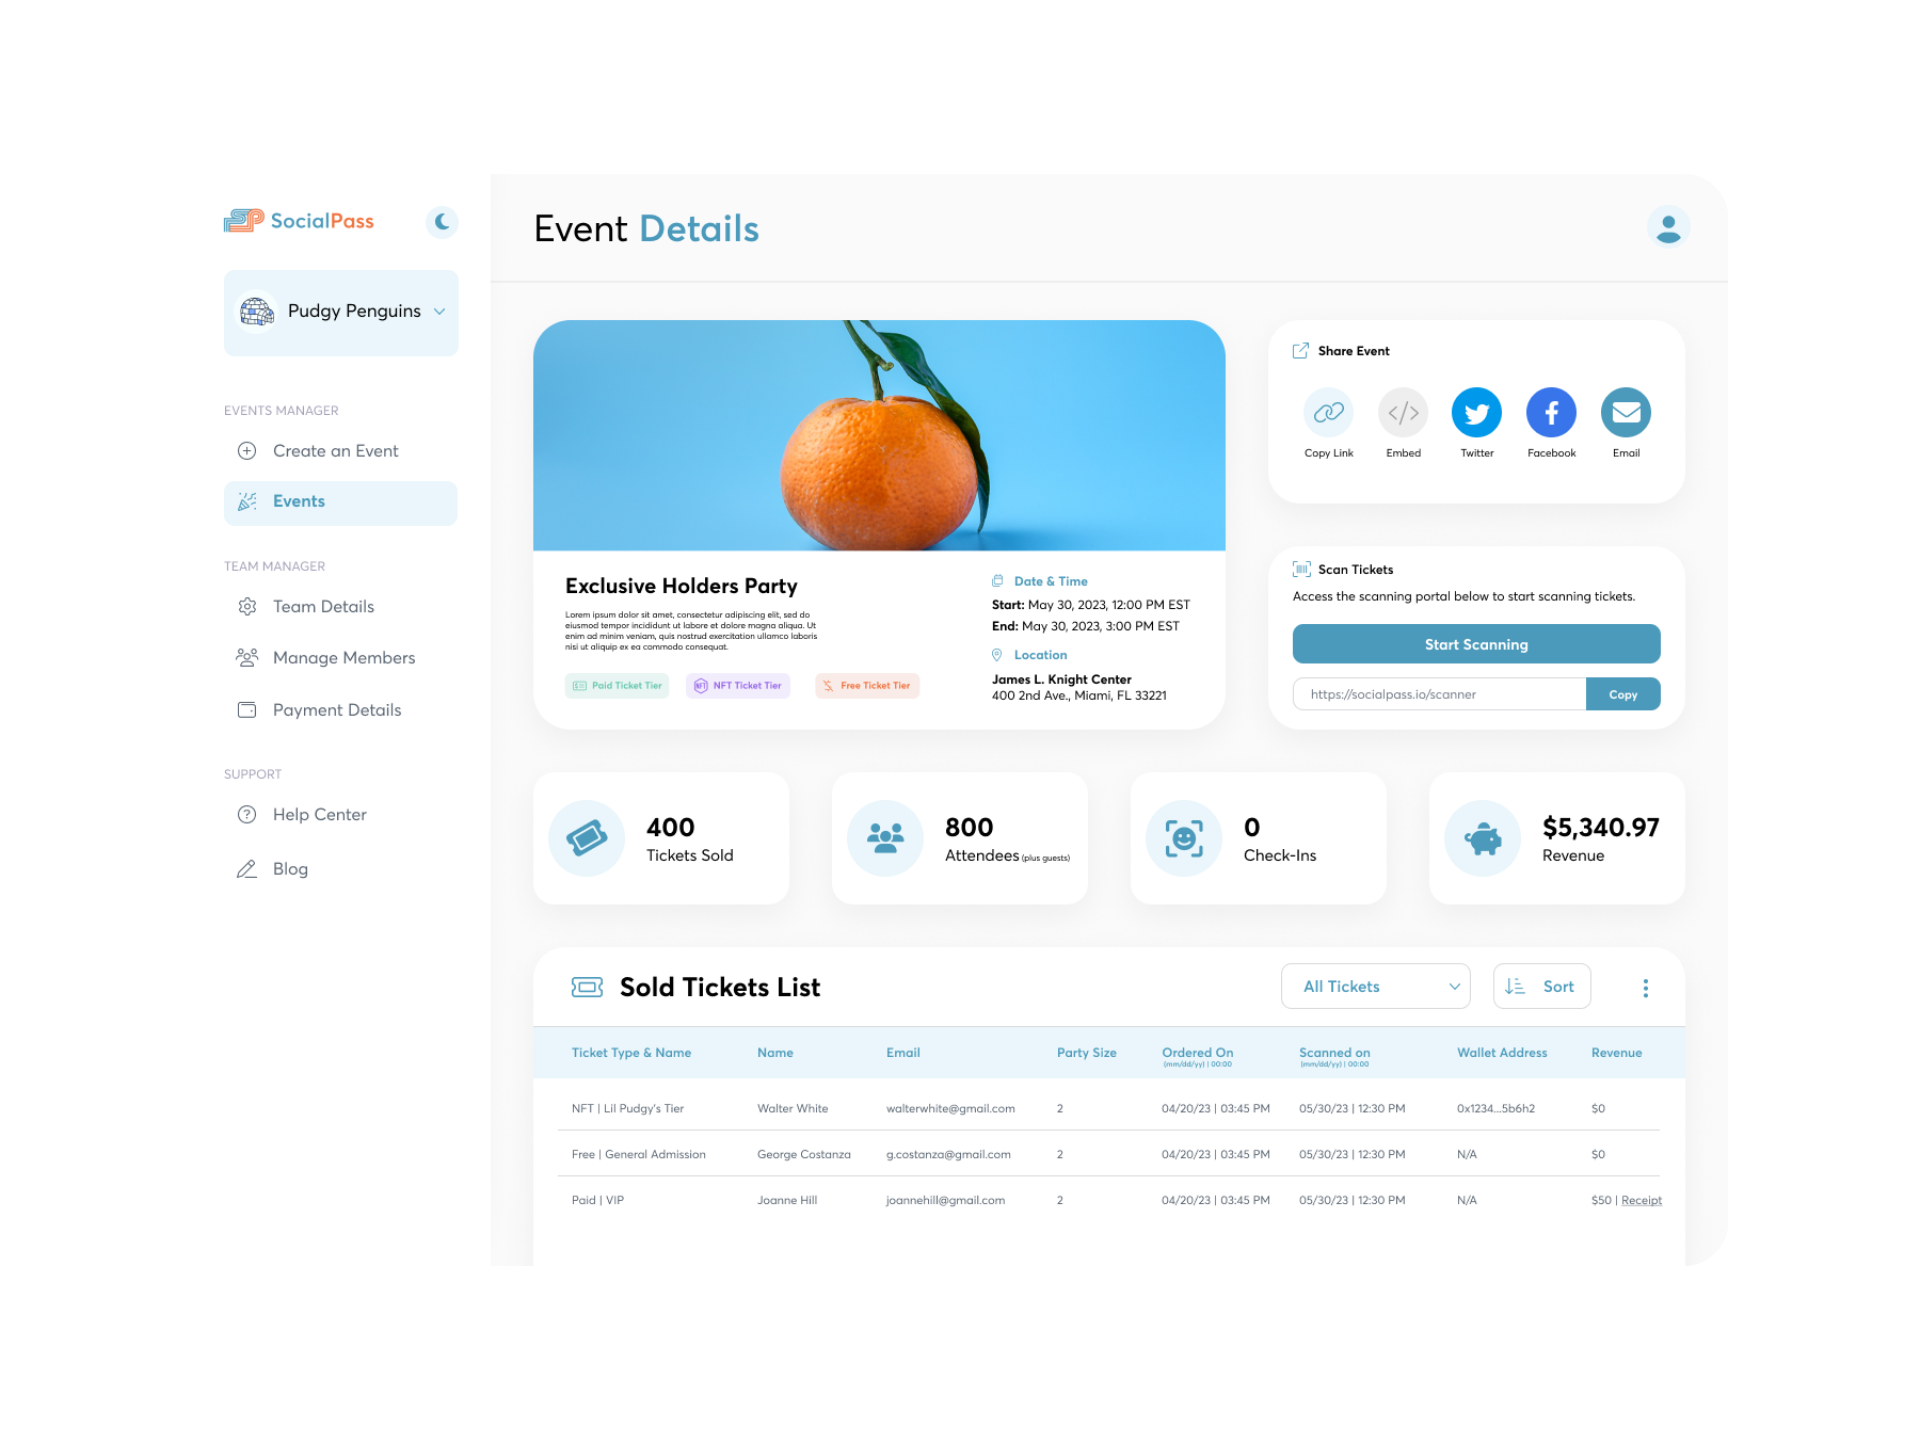 SocialPass
Pudgy Penguins
EVENTS MANAGER
Create an Event
Events
TEAM MANAGER
Team Details
Manage Members
Payment Details
SUPPORT
Help Center
Blog
Event Details
Exclusive Holders Party
Lorem ipsum dolor sit amet, consectetur adipiscing elit, sed do
eiusmod tempor incididunt ut labore et dolore magna aliqua. Ut
enim ad minim veniam, quis nostrud exercitation ullamco laboris
nisi ut aliquip ex ea commodo consequat.
Paid Ticket Tier
NFT NFT Ticket Tier
Free Ticket Tier
Date & Time
Start: May 30, 2023, 12:00 PM EST
End: May 30, 2023, 3:00 PM EST
Location
James L. Knight Center
400 2nd Ave., Miami, FL 33221
Share Event
Copy Link
Embed
Twitter
Facebook
Email
Scan Tickets
Access the scanning portal below to start scanning tickets.
Start Scanning
https://socialpass.io/scanner
Copy
400
Tickets Sold
800
Attendees (plus guests)
0
Check-Ins
$5,340.97
Revenue
Sold Tickets List
All Tickets
Sort
Ticket Type & Name Name Email Party Size Ordered On Scanned on Wallet Address Revenue
(mm/dd/yy) | 00:00 (mm/dd/yy) | 00:00
NFT | Lil Pudgy's Tier Walter White walterwhite@gmail.com 2 04/20/23 | 03:45 PM 05/30/23 | 12:30 PM 0x1234...5b6h2 $0
Free | General Admission George Costanza g.costanza@gmail.com 2 04/20/23 | 03:45 PM 05/30/23 | 12:30 PM N/A $0
Paid | VIP Joanne Hill joannehill@gmail.com 2 04/20/23 | 03:45 PM 05/30/23 | 12:30 PM N/A $50 | Receipt